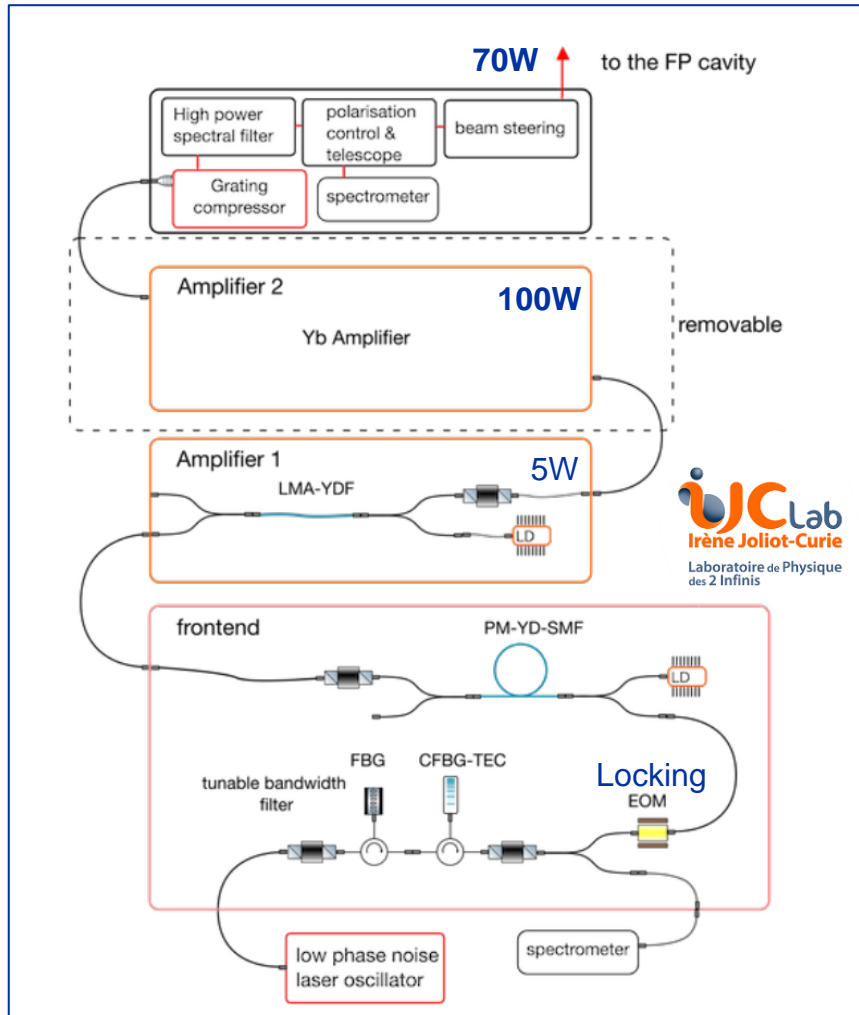 70W
to the FP cavity
High power
spectral filter
polarisation
control &
telescope
beam steering
Grating
compressor
spectrometer
Amplifier 2
100W
Yb Amplifier
removable
Amplifier 1
5W
LMA-YDF
LD
iJCLab
Irène Joliot-Curie
Laboratoire de Physique
des 2 Infinis
frontend
PM-YD-SMF
LD
FBG
CFBG-TEC
tunable bandwidth
filter
Locking
EOM
low phase noise
laser oscillator
spectrometer